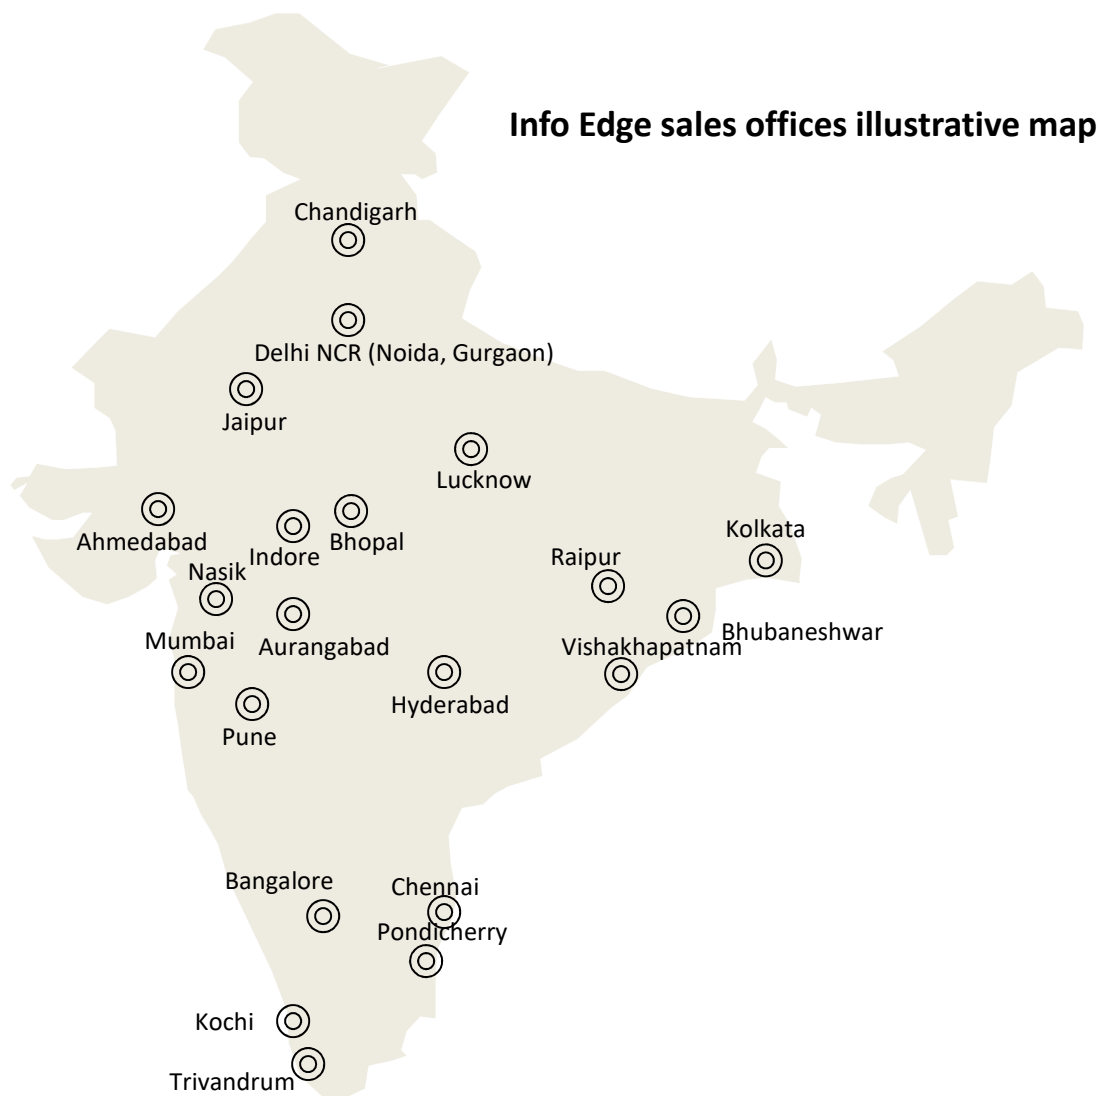 Info Edge sales offices illustrative map
Chandigarh
Delhi NCR (Noida, Gurgaon)
Jaipur
Lucknow
Ahmedabad
Indore
Bhopal
Kolkata
Raipur
Nasik
Bhubaneshwar
Mumbai
Aurangabad
Vishakhapatnam
Hyderabad
Pune
Bangalore
Chennai
Pondicherry
Kochi
Trivandrum